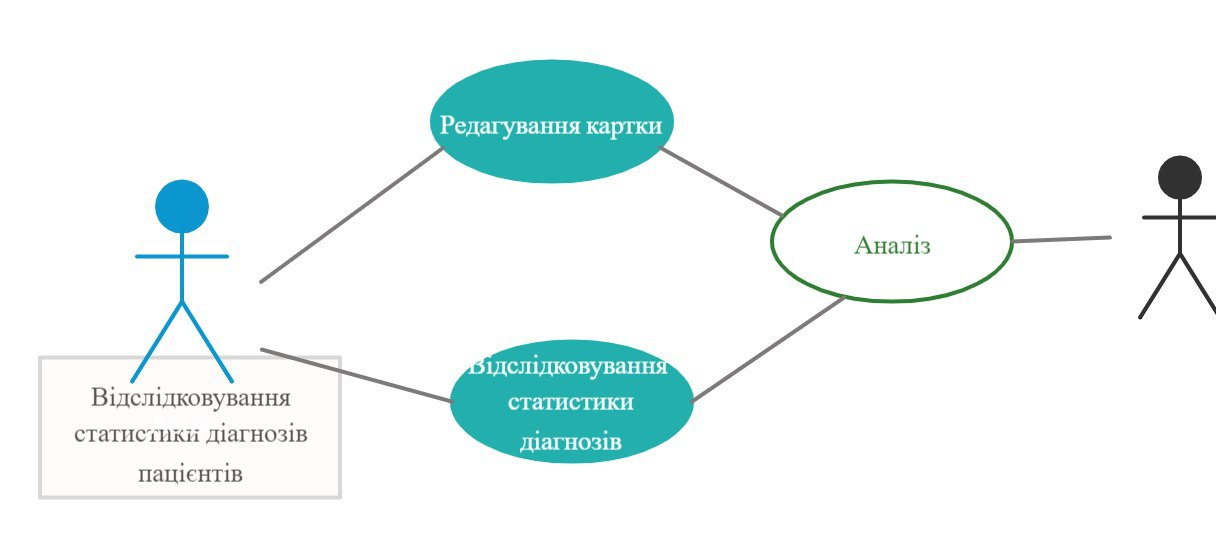 Редагування картки
Аналіз
Відслідковування
статистики
діагнозів
Відслідковування
статистики діагнозів
пацієнтів